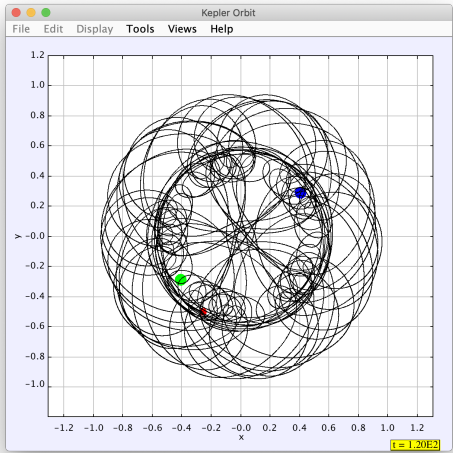 Kepler Orbit
File Edit Display Tools Views Help
1.2
1.0
0.8
0.6
0.4
0.2
-0.0
-0.2
-0.4
-0.6
-0.8
-1.0
y
-1.2 -1.0 -0.8 -0.6 -0.4 -0.2 -0.0 0.2 0.4 0.6 0.8 1.0 1.2
x
t = 1.20E2